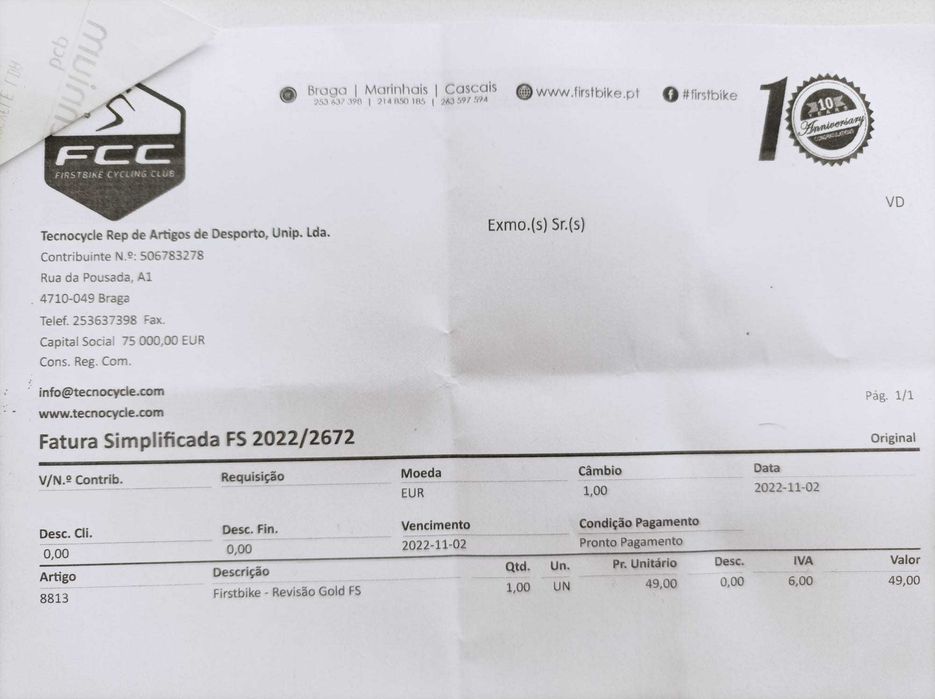 Braga | Marinhais | Cascais
253 637 398 | 214 850 185 | 263 597 594
www.firstbike.pt
#firstbike
10
10
YEARS
Anniversary
FCC
FIRSTBIKE CYCLING CLUB
VD
Exmo.(s) Sr.(s)
Tecnocycle Rep de Artigos de Desporto, Unip. Lda.
Contribuinte N.º: 506783278
Rua da Pousada, A1
4710-049 Braga
Telef. 253637398 Fax.
Capital Social 75 000,00 EUR
Cons. Reg. Com.
info@tecnocycle.com
www.tecnocycle.com
Pág. 1/1
Fatura Simplificada FS 2022/2672
Original
V/N.º Contrib. Requisição Moeda Câmbio Data
EUR 1,00 2022-11-02
Desc. Cli. Desc. Fin. Vencimento Condição Pagamento
0,00 0,00 2022-11-02 Pronto Pagamento
Artigo Descrição Qtd. Un. Pr. Unitário Desc. IVA Valor
8813 Firstbike - Revisão Gold FS 1,00 UN 49,00 0,00 6,00 49,00